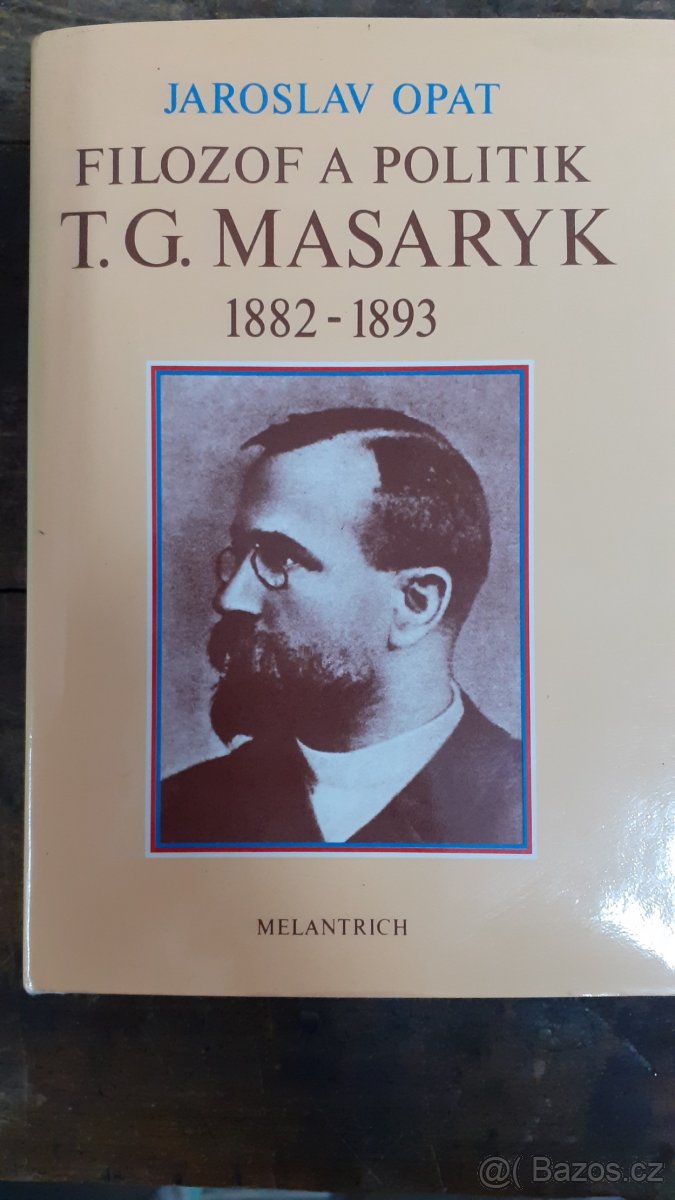 JAROSLAV OPAT
FILOZOF A POLITIK
T. G. MASARYK
1882 - 1893
MELANTRICH
@( Bazos.cz